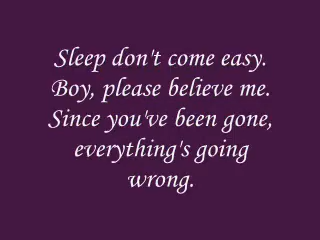 Sleep don't come easy.
Boy, please believe me.
Since you've been gone,
everything's going
wrong.